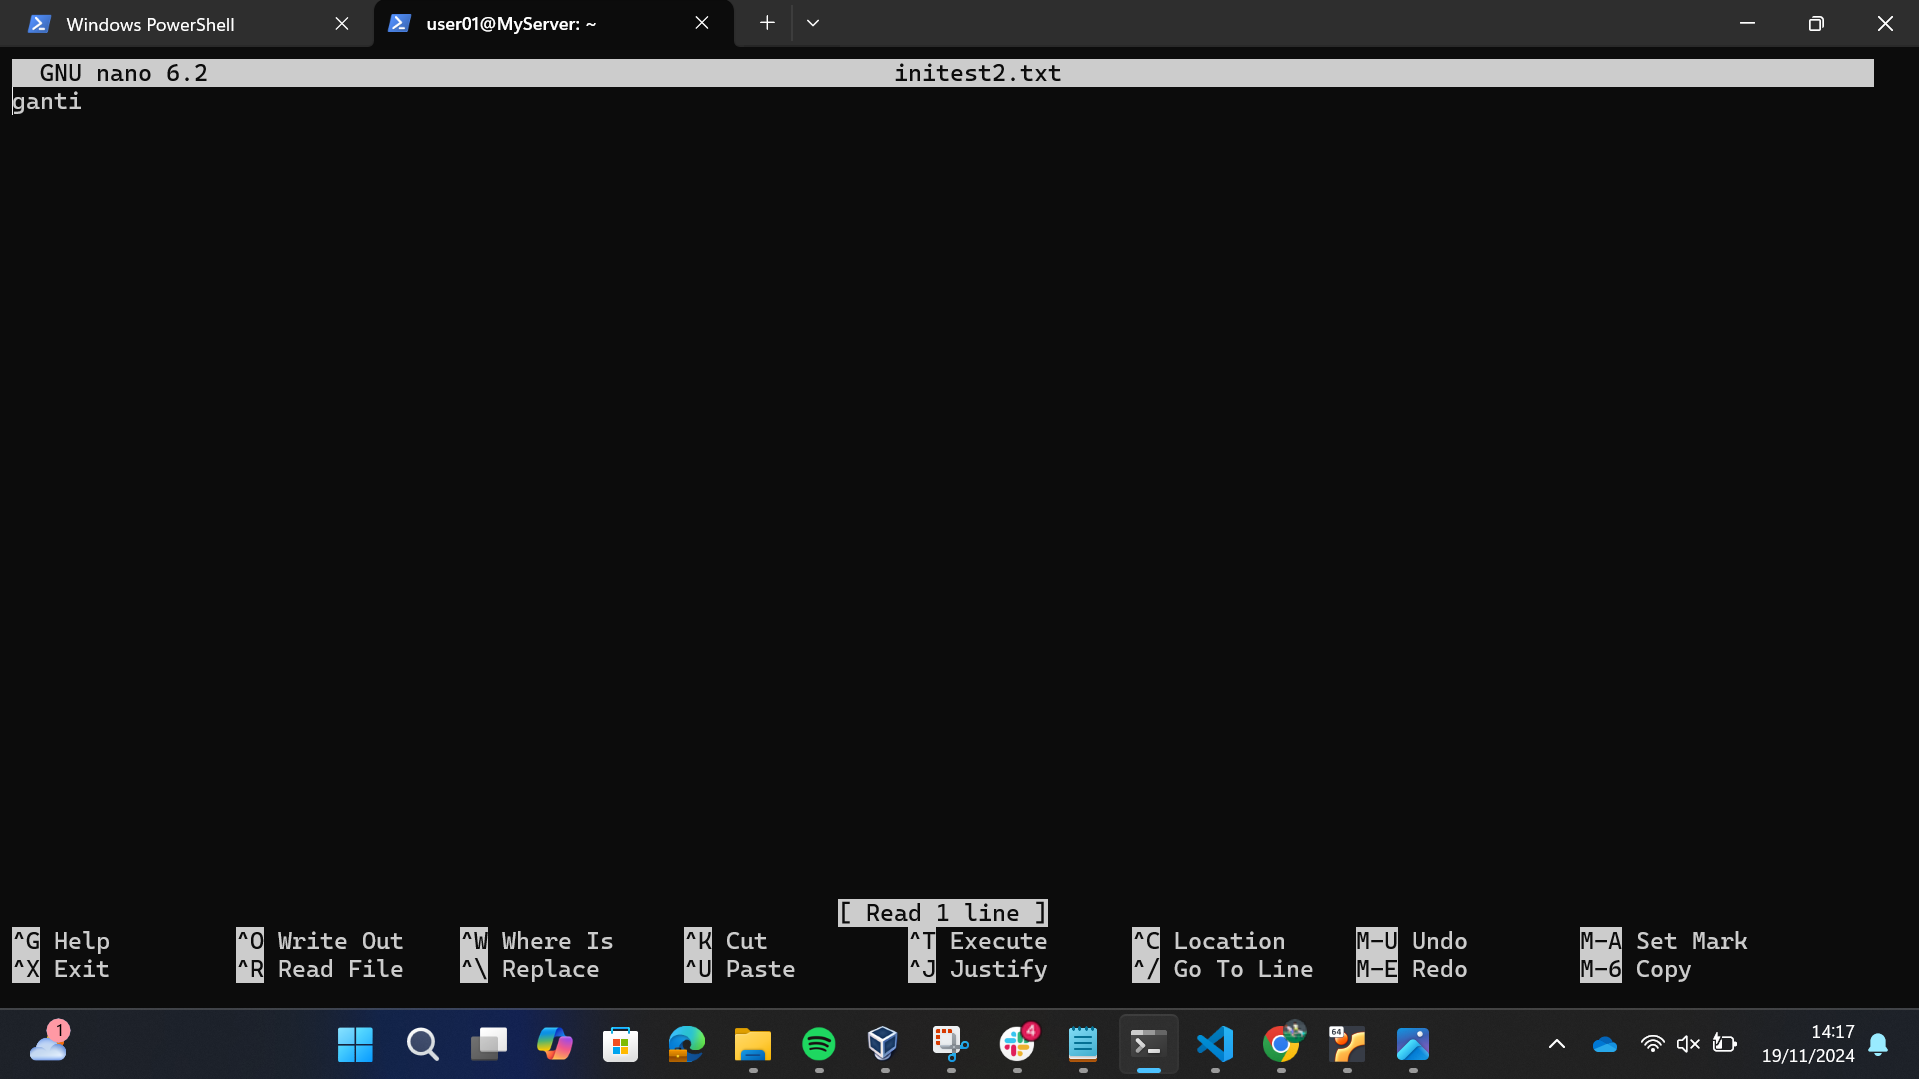 Windows PowerShell
user01@MyServer: ~
GNU nano 6.2 initest2.txt
ganti
[ Read 1 line ]
^G Help ^O Write Out ^W Where Is ^K Cut ^T Execute ^C Location M-U Undo M-A Set Mark
^X Exit ^R Read File ^\ Replace ^U Paste ^J Justify ^/ Go To Line M-E Redo M-6 Copy
1
4
64
14:17
19/11/2024